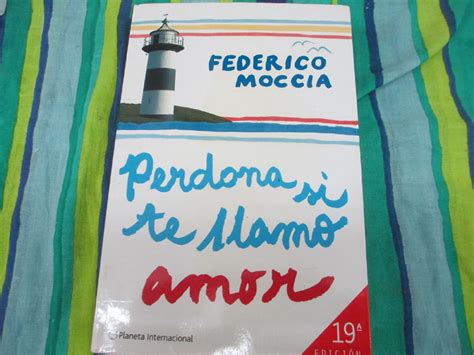 FEDERICO
MOCCIA
Perdona si
te llamo
amor
Planeta Internacional
19ª
EDICIÓN